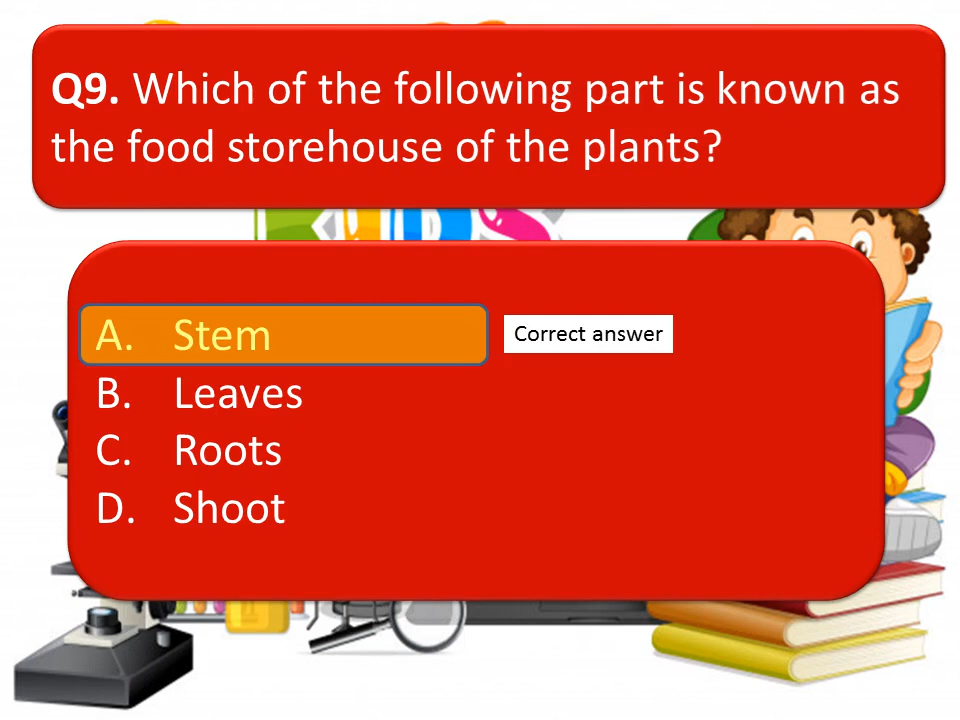 Q9. Which of the following part is known as
the food storehouse of the plants?
A. Stem
Correct answer
B. Leaves
C. Roots
D. Shoot